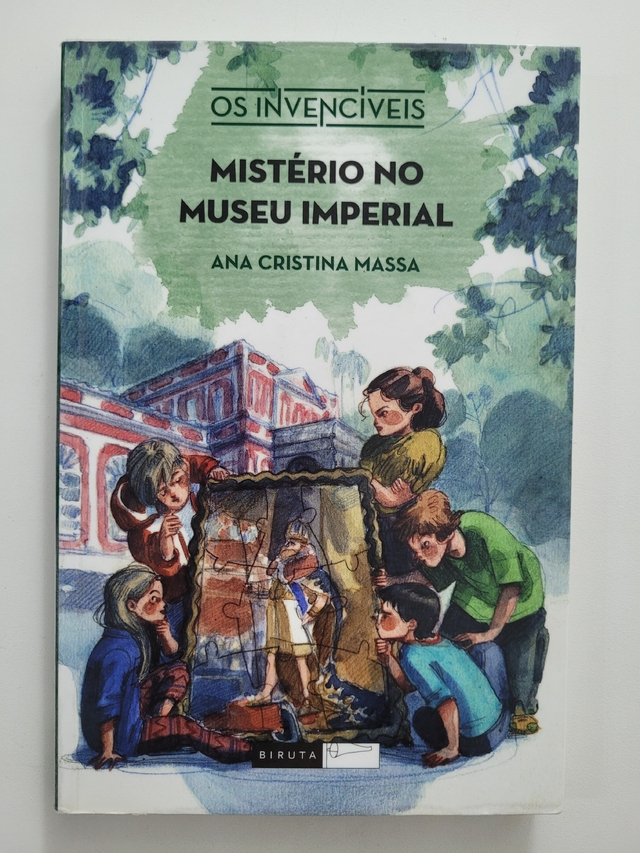 OS INVENCÍVEIS
MISTÉRIO NO
MUSEU IMPERIAL
ANA CRISTINA MASSA
BIRUTA